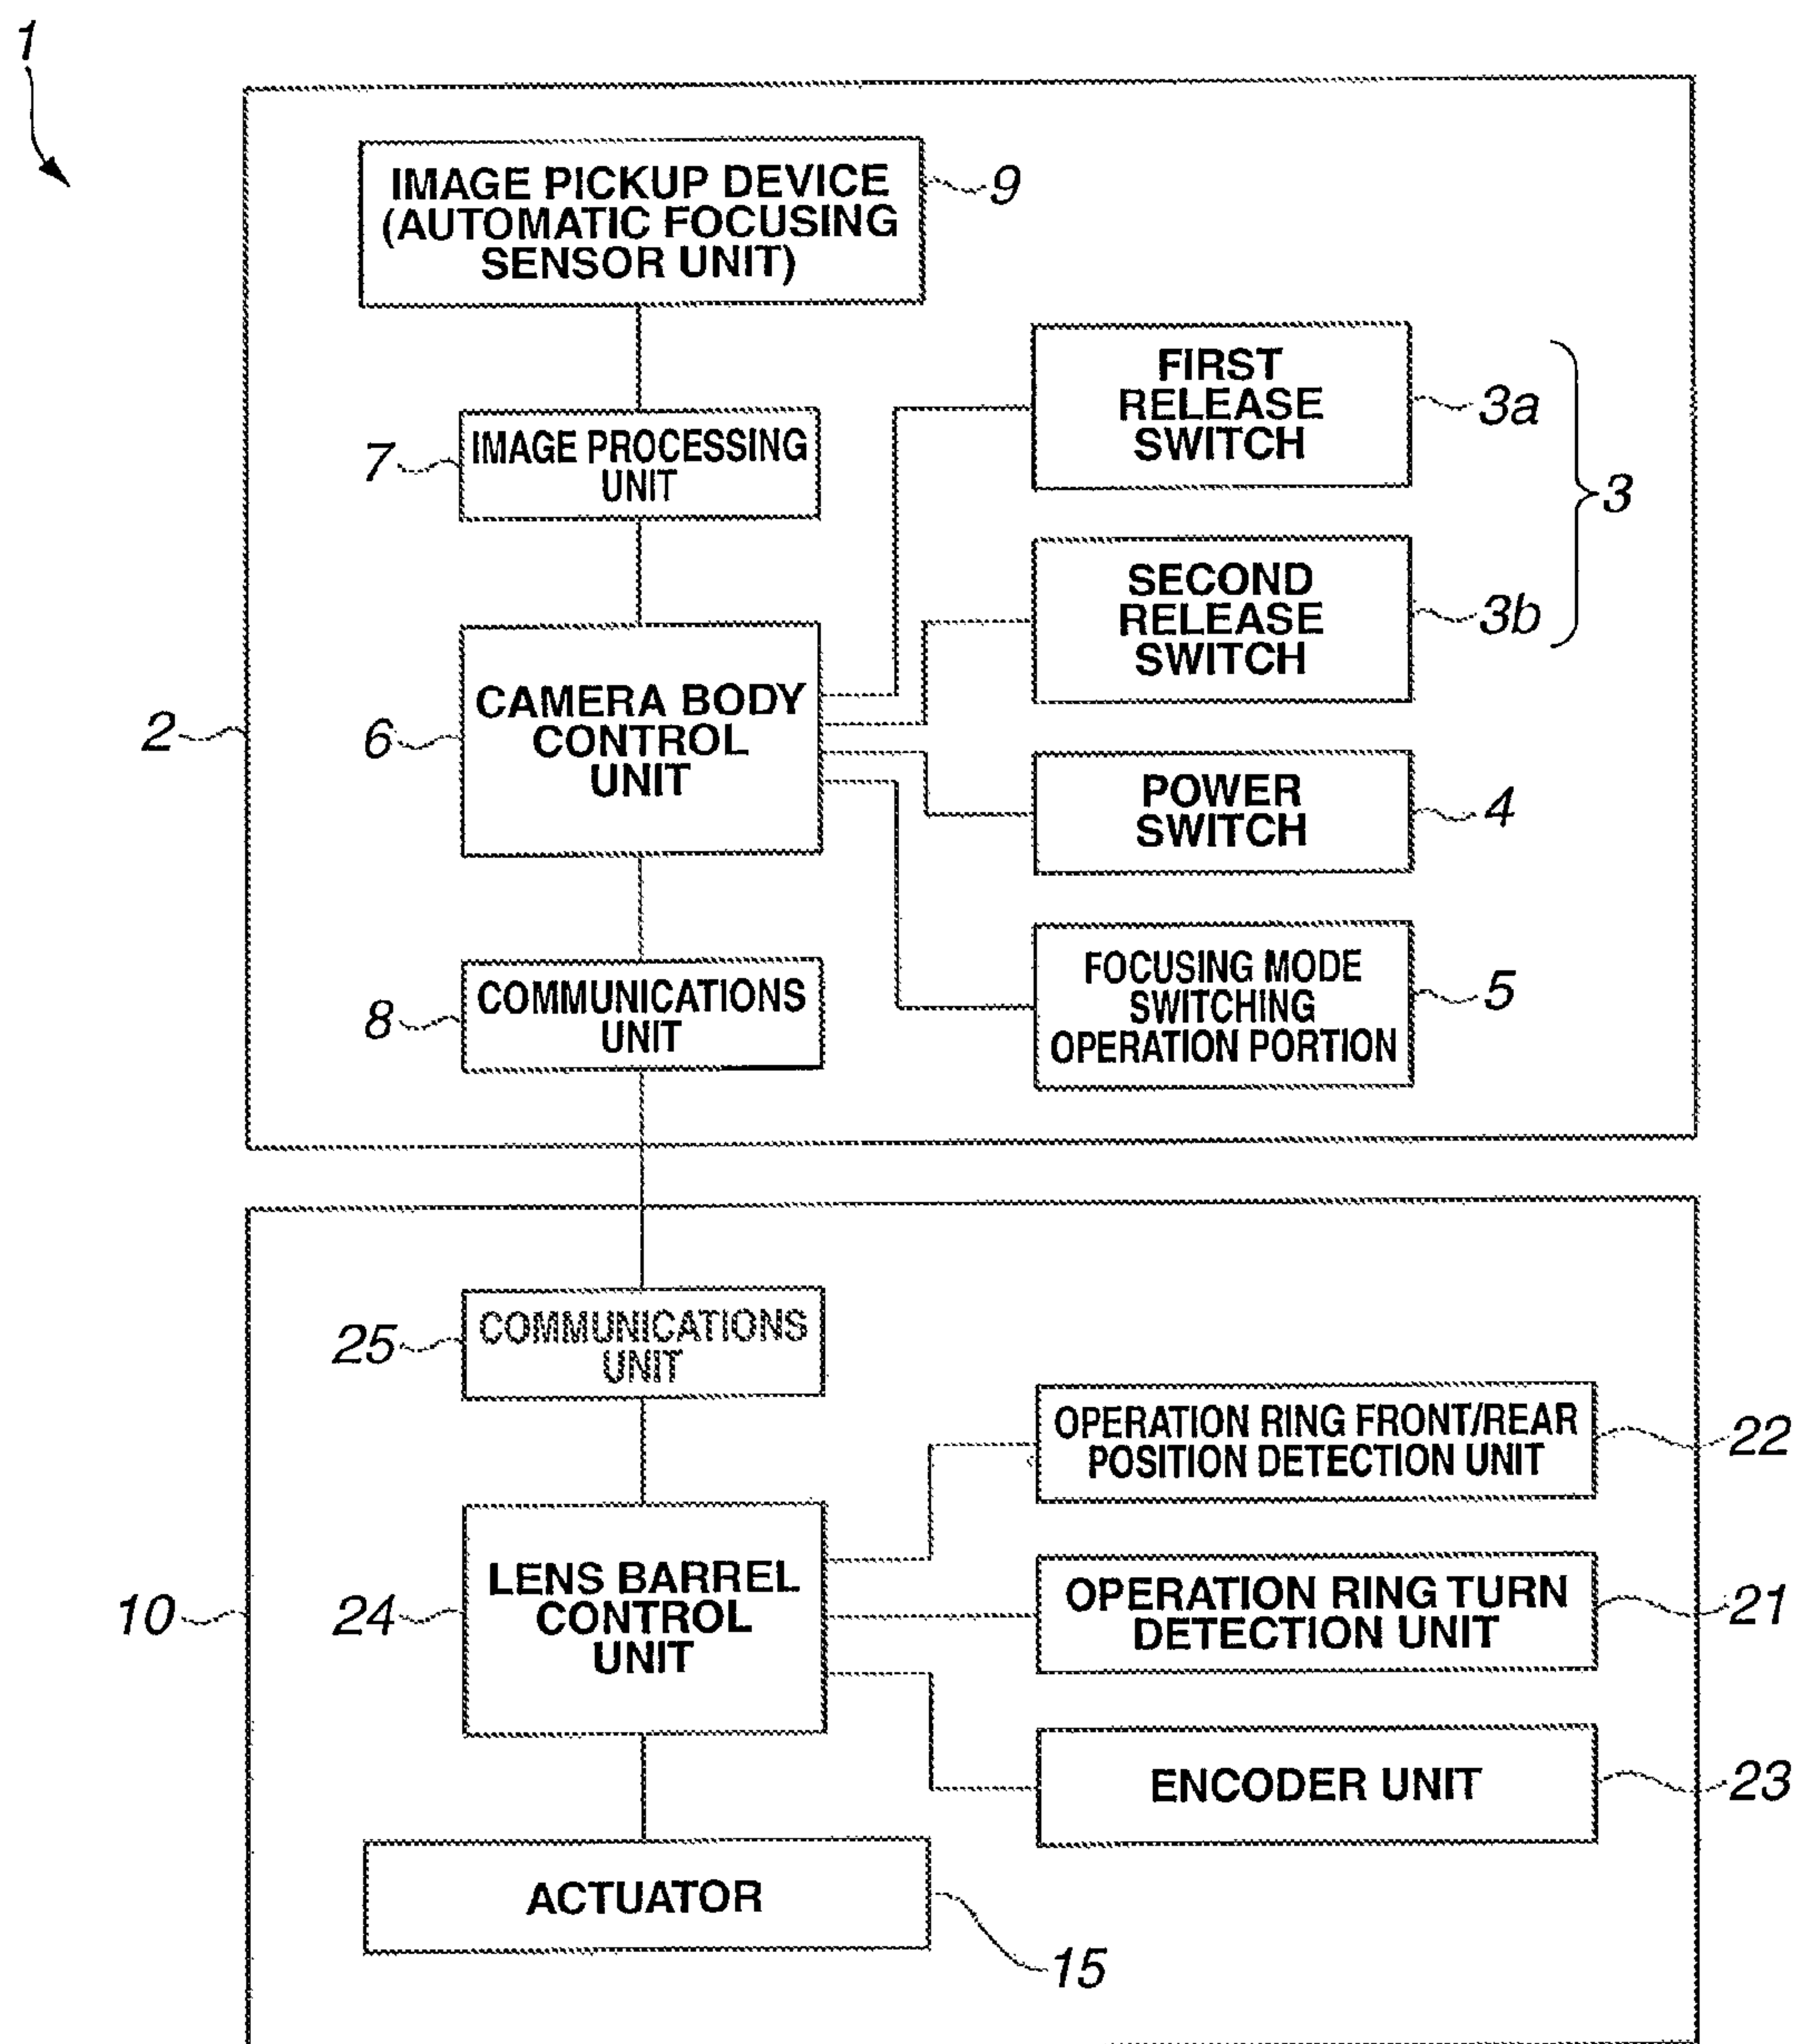 1
IMAGE PICKUP DEVICE
(AUTOMATIC FOCUSING
SENSOR UNIT)
9
FIRST
RELEASE
SWITCH
3a
3
7
IMAGE PROCESSING
UNIT
SECOND
RELEASE
SWITCH
3b
2
6
CAMERA BODY
CONTROL
UNIT
POWER
SWITCH
4
8
COMMUNICATIONS
UNIT
FOCUSING MODE
SWITCHING
OPERATION PORTION
5
25
COMMUNICATIONS
UNIT
OPERATION RING FRONT/REAR
POSITION DETECTION UNIT
22
10
24
LENS BARREL
CONTROL
UNIT
OPERATION RING TURN
DETECTION UNIT
21
ENCODER UNIT
23
ACTUATOR
15